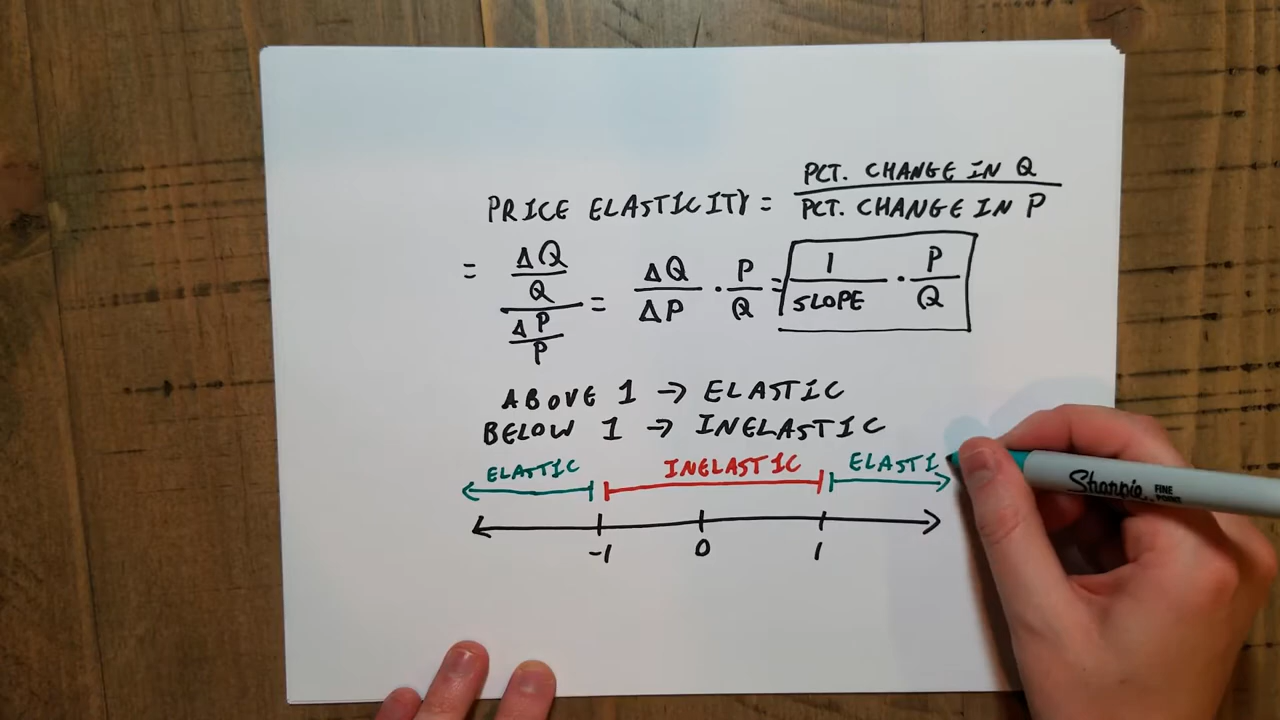 PRICE ELASTICITY = PCT. CHANGE IN Q / PCT. CHANGE IN P
= ΔQ/Q / ΔP/P = ΔQ/ΔP · P/Q = 1/SLOPE · P/Q
ABOVE 1 → ELASTIC
BELOW 1 → INELASTIC
ELASTIC INELASTIC ELASTI
-1 0 1
Sharpie FINE POINT